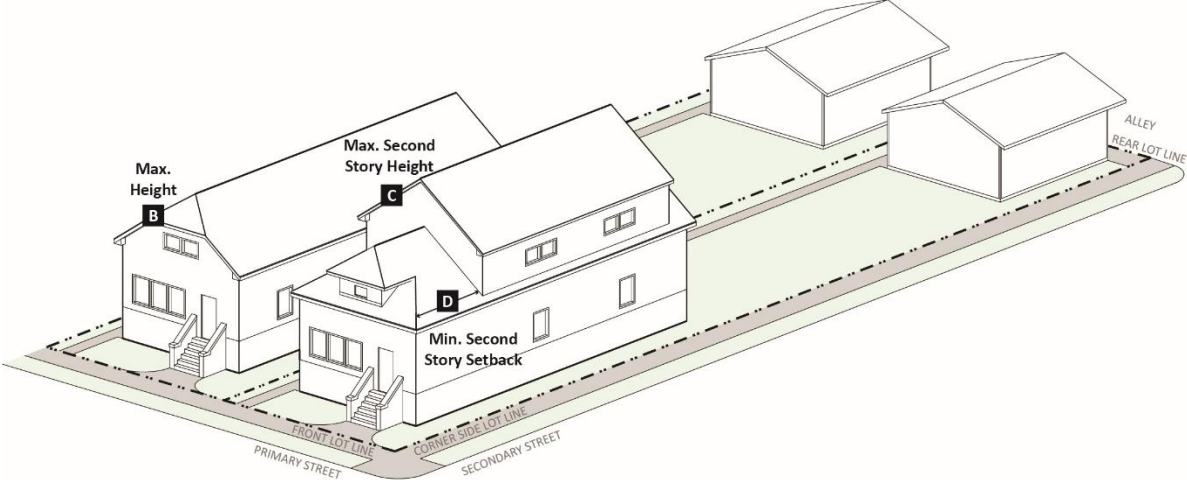 Max.
Height
B
Max. Second
Story Height
C
D
Min. Second
Story Setback
ALLEY
REAR LOT LINE
FRONT LOT LINE
CORNER SIDE LOT LINE
PRIMARY STREET
SECONDARY STREET